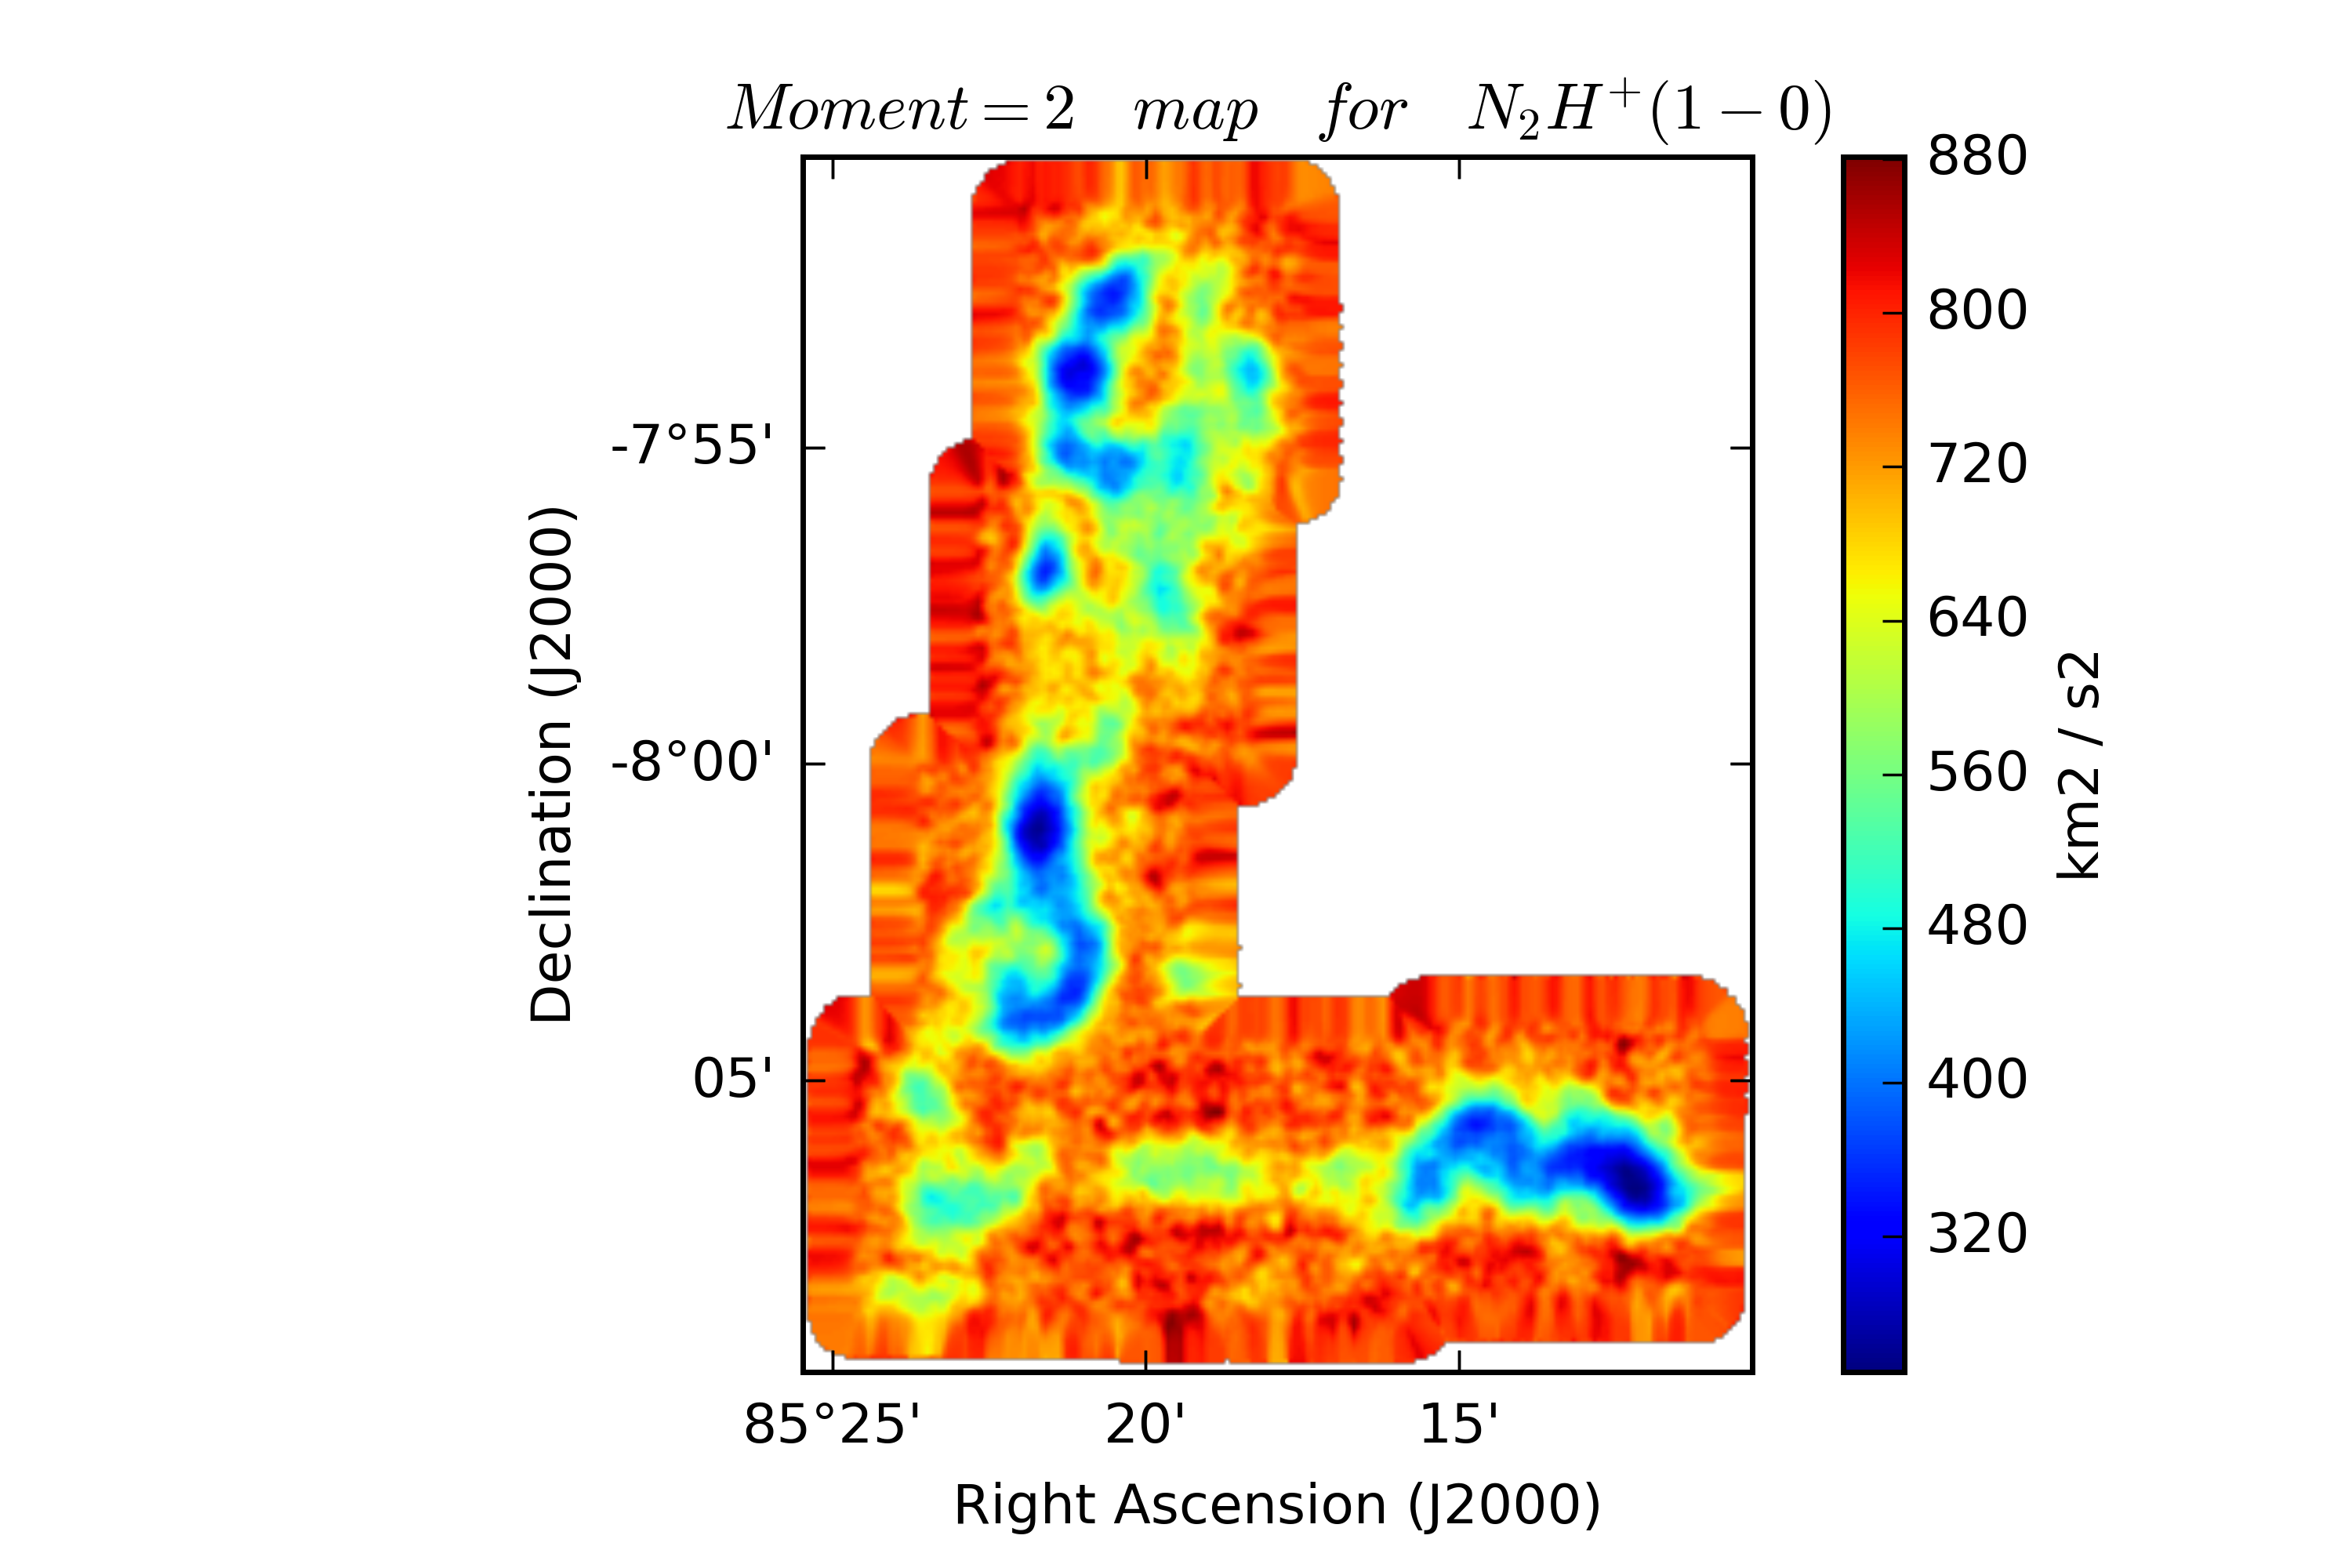 Moment = 2 map for N₂H⁺(1 − 0)
880
800
720
640
560
480
400
320
km2 / s2
Declination (J2000)
-7°55'
-8°00'
05'
85°25' 20' 15'
Right Ascension (J2000)